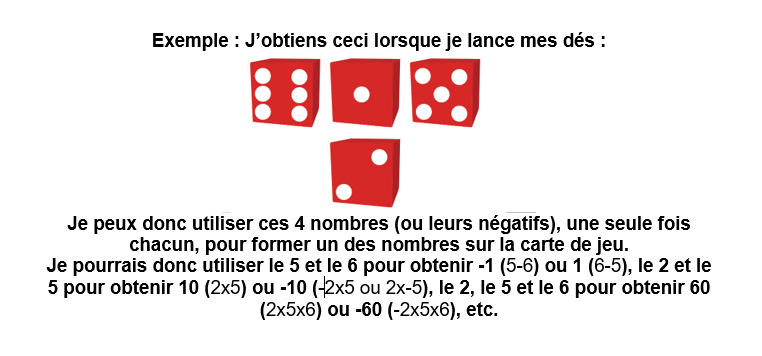 Exemple : J’obtiens ceci lorsque je lance mes dés :
Je peux donc utiliser ces 4 nombres (ou leurs négatifs), une seule fois
chacun, pour former un des nombres sur la carte de jeu.
Je pourrais donc utiliser le 5 et le 6 pour obtenir -1 (5-6) ou 1 (6-5), le 2 et le
5 pour obtenir 10 (2x5) ou -10 (-2x5 ou 2x-5), le 2, le 5 et le 6 pour obtenir 60
(2x5x6) ou -60 (-2x5x6), etc.